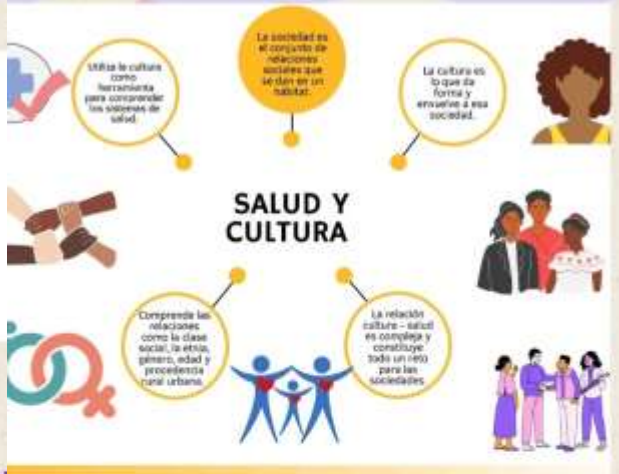 La sociedad es
el conjunto de
relaciones
sociales que
se dan en un
hábitat.
Utiliza la cultura
como
herramienta
para comprender
los sistemas de
salud.
La cultura es
lo que da
forma y
envuelve a esa
sociedad.
SALUD Y
CULTURA
Comprende las
relaciones
como la clase
social, la etnia,
género, edad y
procedencia
rural urbana.
La relación
cultura – salud
es compleja y
constituye
todo un reto
para las
sociedades